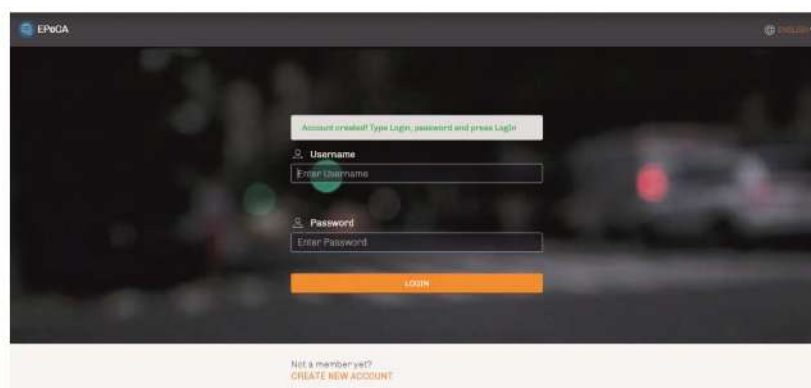 EPoCA
ENGLISH
Account created! Type Login, password and press LogIn
Username
Enter Username
Password
Enter Password
LOGIN
Not a member yet?
CREATE NEW ACCOUNT